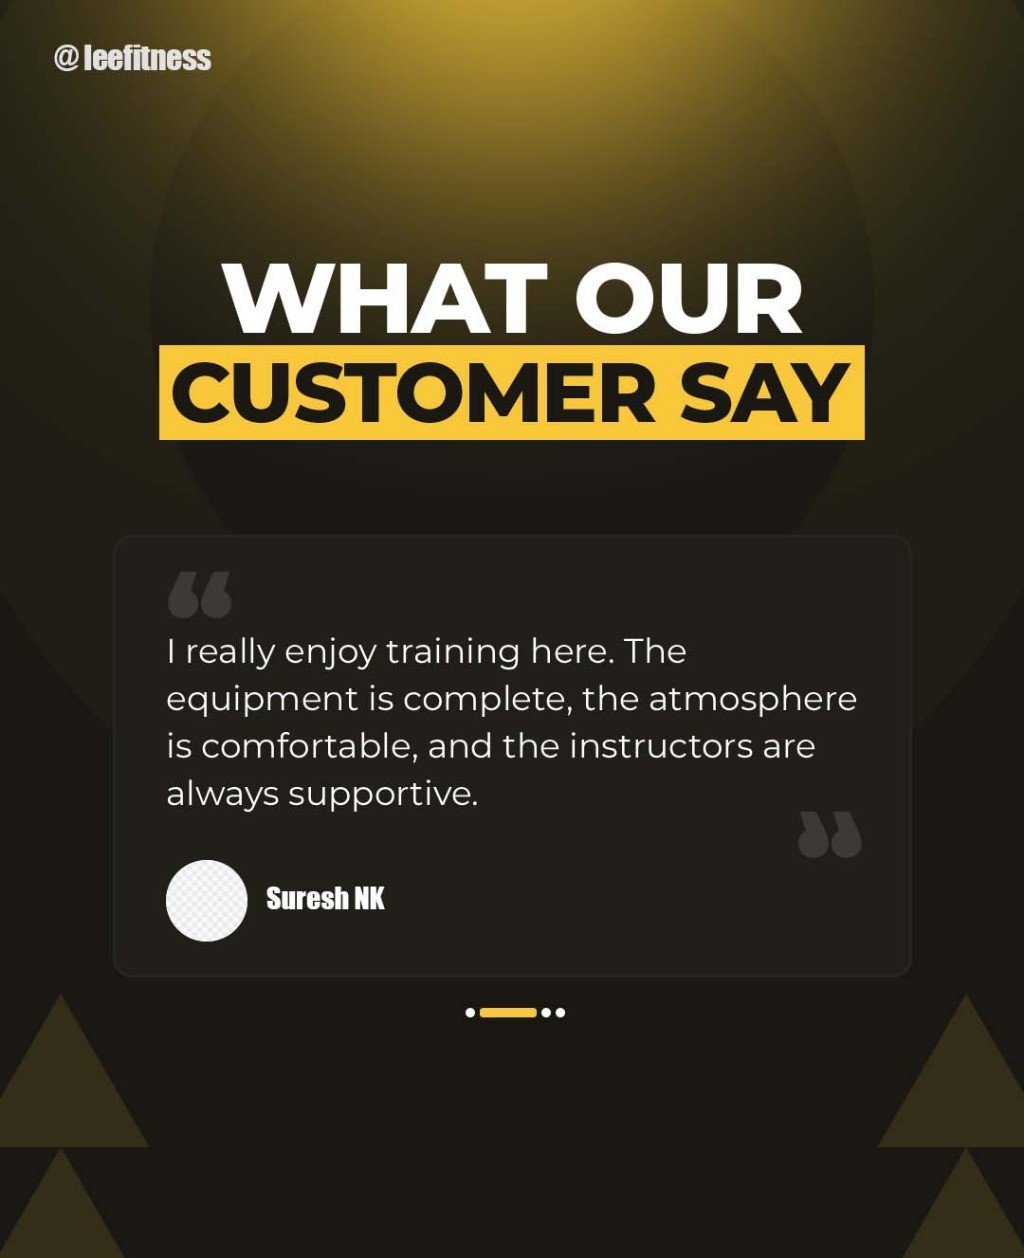 @leefitness
WHAT OUR
CUSTOMER SAY
“
I really enjoy training here. The
equipment is complete, the atmosphere
is comfortable, and the instructors are
always supportive.
”
Suresh NK